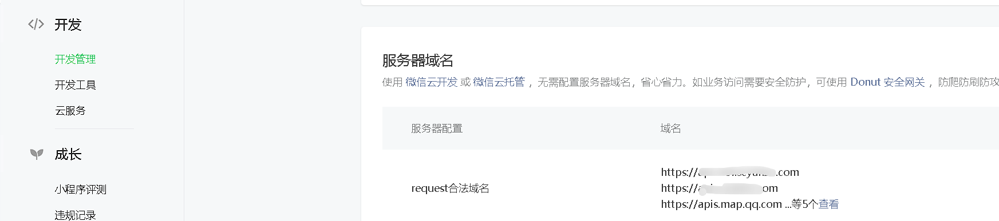 开发
开发管理
开发工具
云服务
成长
小程序评测
违规记录
服务器域名
使用 微信云开发 或 微信云托管 ，无需配置服务器域名，省心省力。如业务访问需要安全防护，可使用 Donut 安全网关 ，防爬防刷防攻
服务器配置 域名
request合法域名
https:// .com
https:// om
https://apis.map.qq.com ...等5个查看